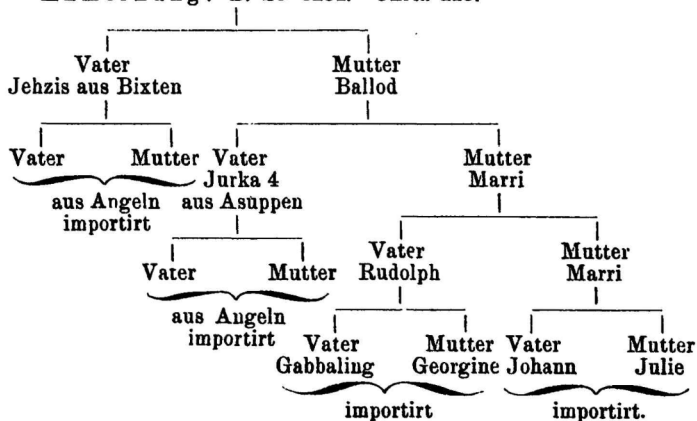 Vater Mutter
Jehzis aus Bixten Ballod
Vater Mutter Vater Mutter
Jurka 4 Marri
aus Angeln aus Asuppen
importirt
Vater Mutter
Vater Mutter Rudolph Marri
aus Angeln
importirt Vater Mutter Vater Mutter
Gabbaling Georgine Johann Julie
importirt importirt.